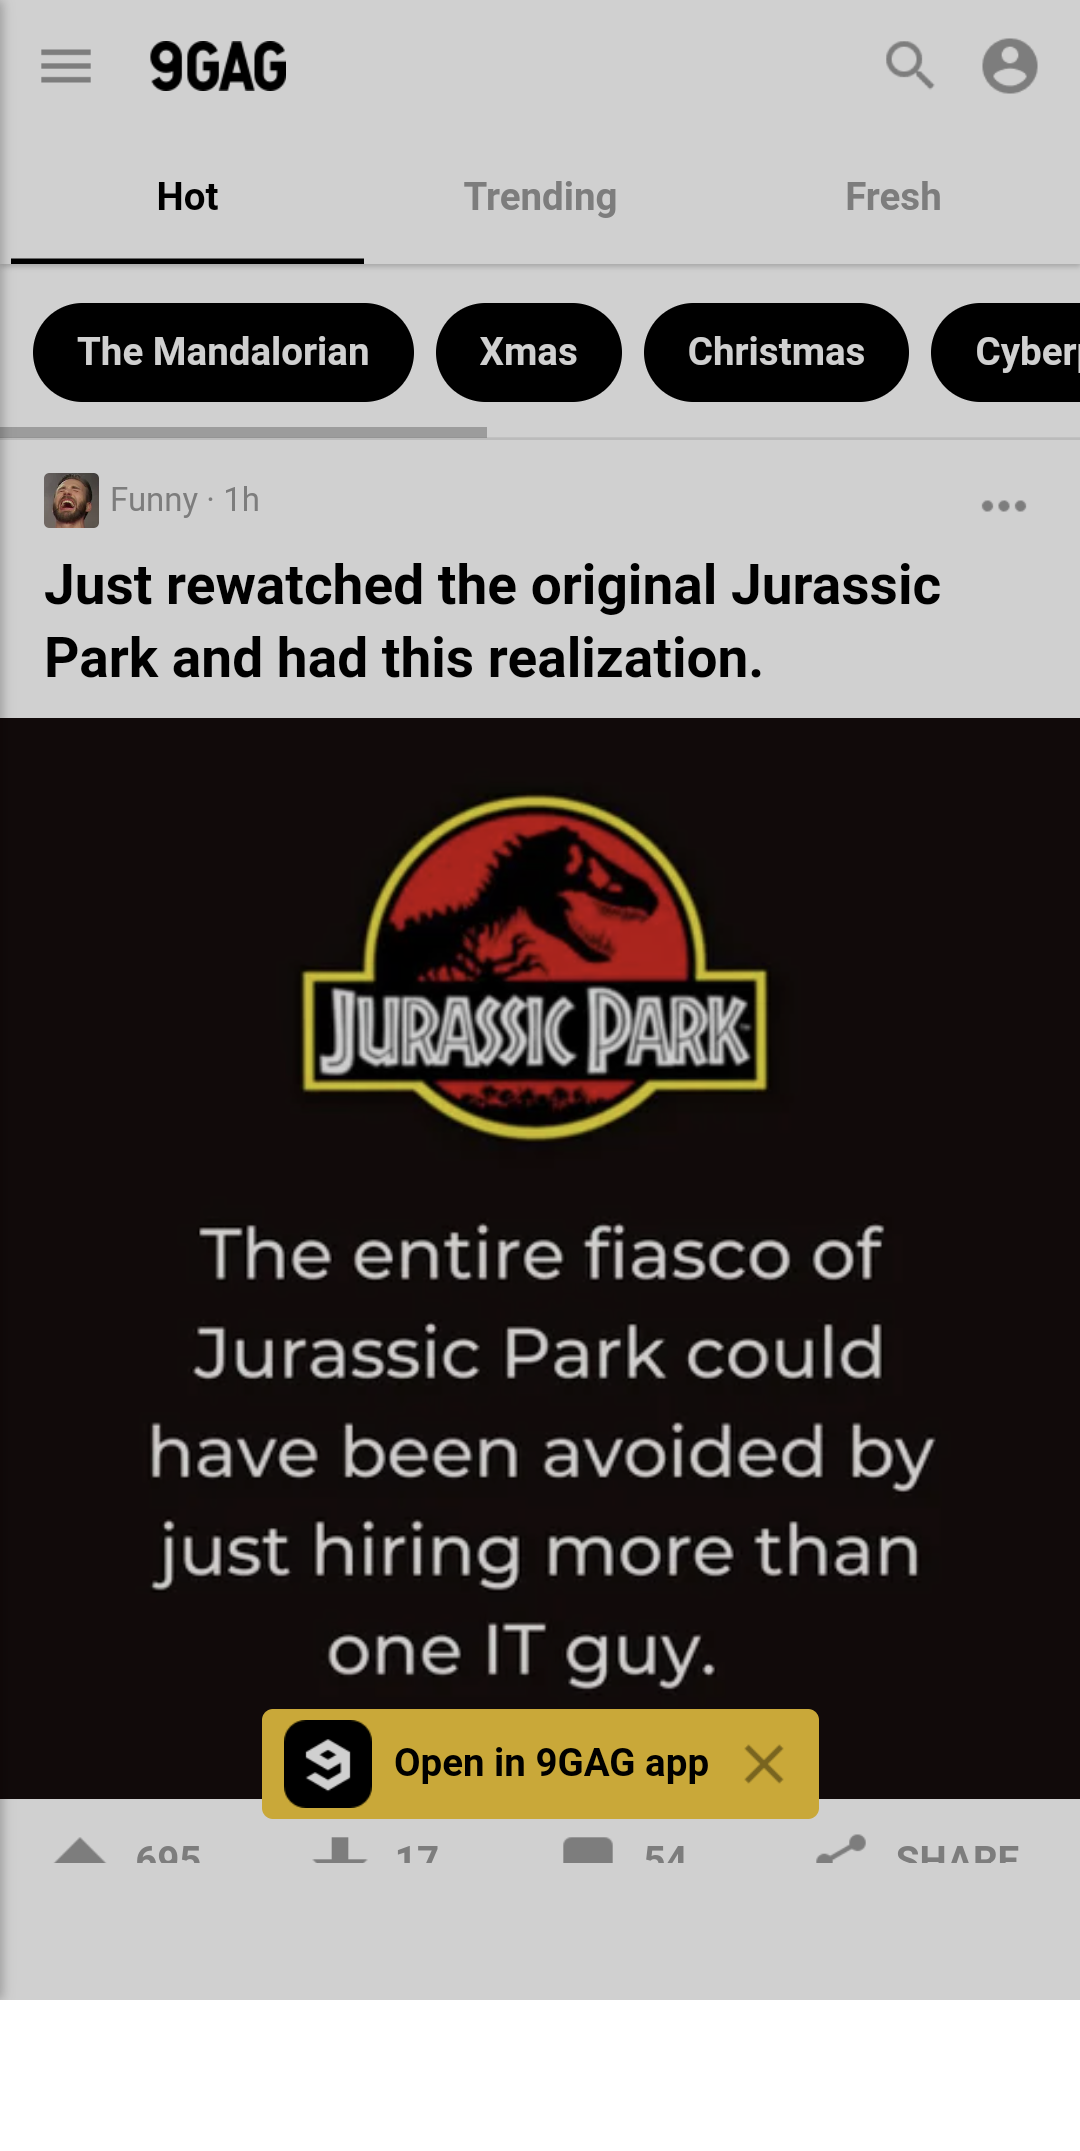 9GAG
Hot Trending Fresh
The Mandalorian Xmas Christmas Cyber
Funny · 1h
Just rewatched the original Jurassic
Park and had this realization.
JURASSIC PARK
The entire fiasco of
Jurassic Park could
have been avoided by
just hiring more than
one IT guy.
Open in 9GAG app
695 17 54 SHARE